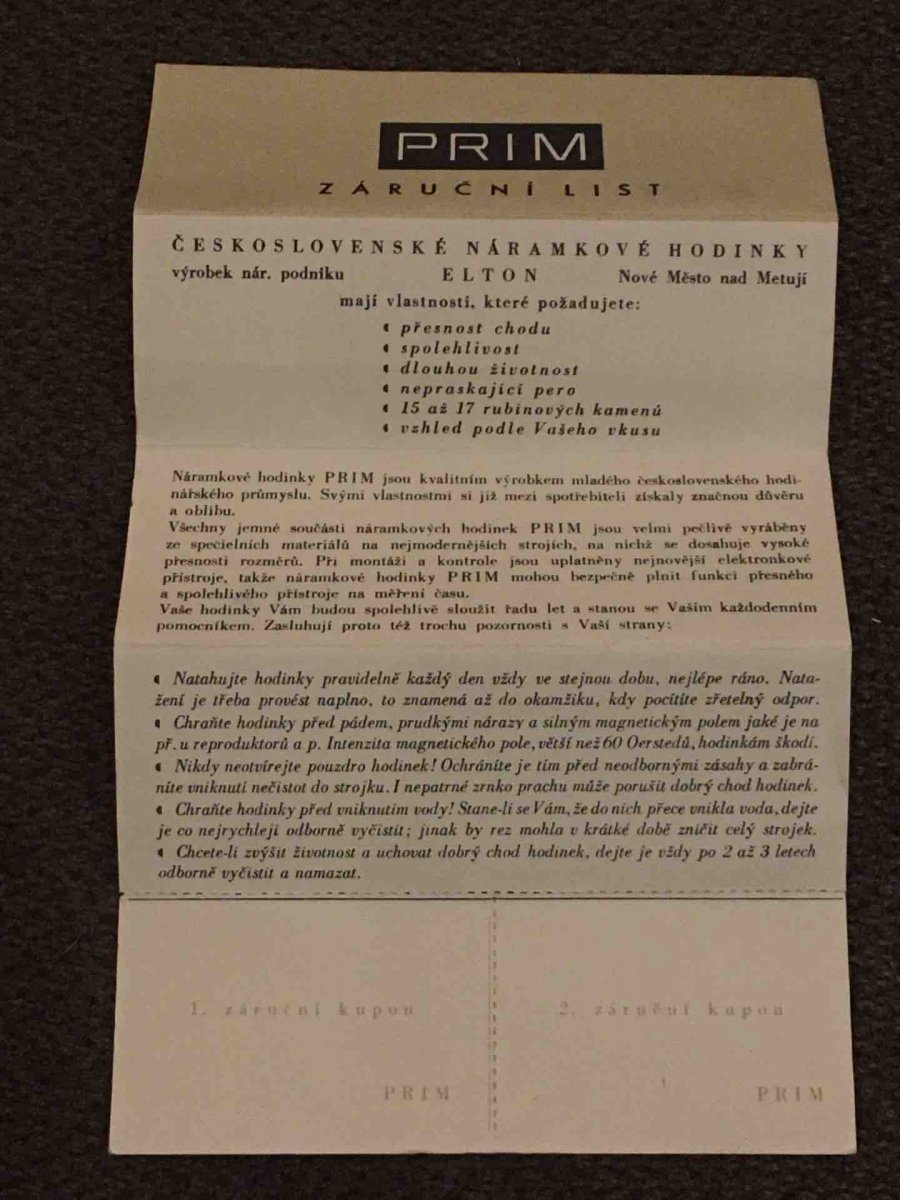 PRIM
ZÁRUČNÍ LIST
ČESKOSLOVENSKÉ NÁRAMKOVÉ HODINKY
výrobek nár. podniku ELTON Nové Město nad Metují
mají vlastnosti, které požadujete:
přesnost chodu
spolehlivost
dlouhou životnost
nepraskající pero
15 až 17 rubínových kamenů
vzhled podle Vašeho vkusu
Náramkové hodinky PRIM jsou kvalitním výrobkem mladého československého hodi-
nářského průmyslu. Svými vlastnostmi si již mezi spotřebiteli získaly značnou důvěru
a oblibu.
Všechny jemné součásti náramkových hodinek PRIM jsou velmi pečlivě vyráběny
ze specielních materiálů na nejmodernějších strojích, na nichž se dosahuje vysoké
přesnosti rozměrů. Při montáži a kontrole jsou uplatněny nejnovější elektronkové
přístroje, takže náramkové hodinky PRIM mohou bezpečně plnit funkci přesného
a spolehlivého přístroje na měření času.
Vaše hodinky Vám budou spolehlivě sloužit řadu let a stanou se Vaším každodenním
pomocníkem. Zasluhují proto též trochu pozornosti s Vaší strany:
Natahujte hodinky pravidelně každý den vždy ve stejnou dobu, nejlépe ráno. Nata-
žení je třeba provést naplno, to znamená až do okamžiku, kdy pocítíte zřetelný odpor.
Chraňte hodinky před pádem, prudkými nárazy a silným magnetickým polem jaké je na
př. u reproduktorů a p. Intenzita magnetického pole, větší než 60 Oerstedů, hodinkám škodí.
Nikdy neotvírejte pouzdro hodinek! Ochráníte je tím před neodbornými zásahy a zabrá-
níte vniknutí nečistot do strojku. I nepatrné zrnko prachu může porušit dobrý chod hodinek.
Chraňte hodinky před vniknutím vody! Stane-li se Vám, že do nich přece vnikla voda, dejte
je co nejrychleji odborně vyčistit; jinak by rez mohla v krátké době zničit celý strojek.
Chcete-li zvýšit životnost a uchovat dobrý chod hodinek, dejte je vždy po 2 až 3 letech
odborně vyčistit a namazat.
1. záruční kupon
2. záruční kupon
PRIM
PRIM